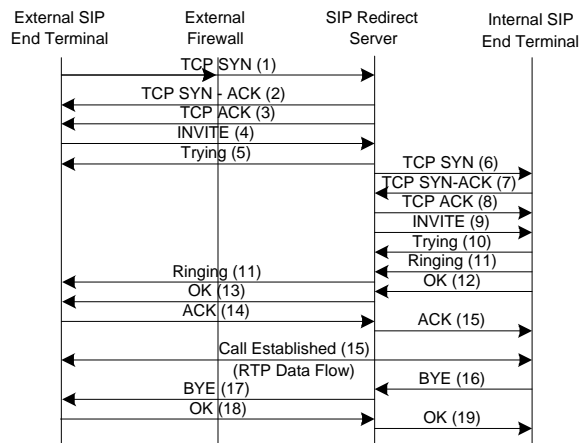 External SIP
End Terminal
External
Firewall
SIP Redirect
Server
Internal SIP
End Terminal
TCP SYN (1)
TCP SYN - ACK (2)
TCP ACK (3)
INVITE (4)
Trying (5)
TCP SYN (6)
TCP SYN-ACK (7)
TCP ACK (8)
INVITE (9)
Trying (10)
Ringing (11)
Ringing (11)
OK (12)
OK (13)
ACK (14)
ACK (15)
Call Established (15)
(RTP Data Flow)
BYE (16)
BYE (17)
OK (18)
OK (19)